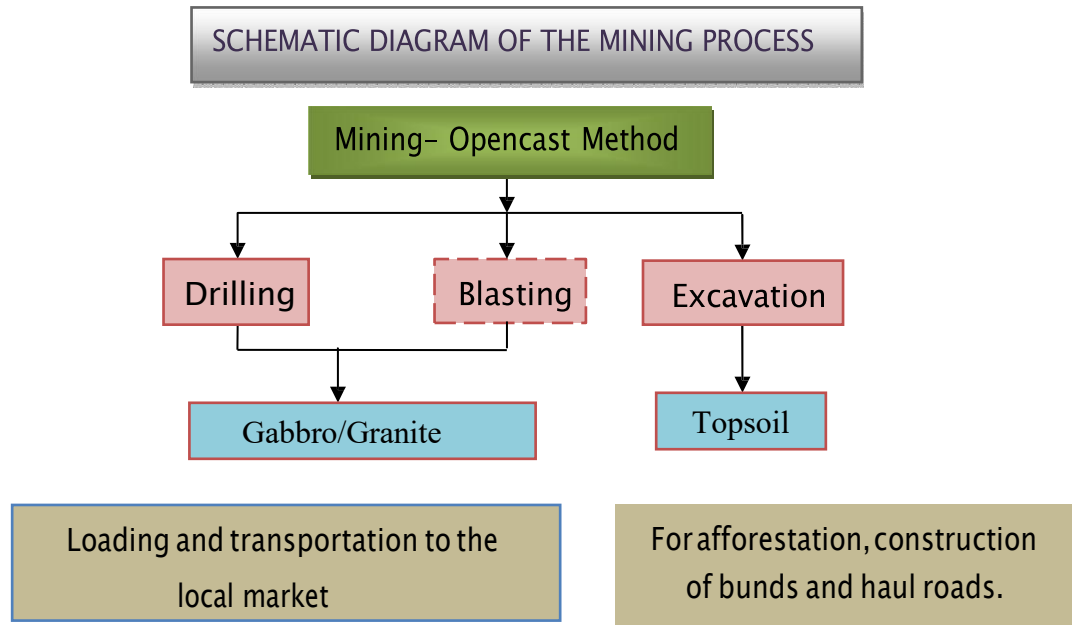 SCHEMATIC DIAGRAM OF THE MINING PROCESS
Mining- Opencast Method
Drilling
Blasting
Excavation
Gabbro/Granite
Topsoil
Loading and transportation to the
local market
For afforestation, construction
of bunds and haul roads.